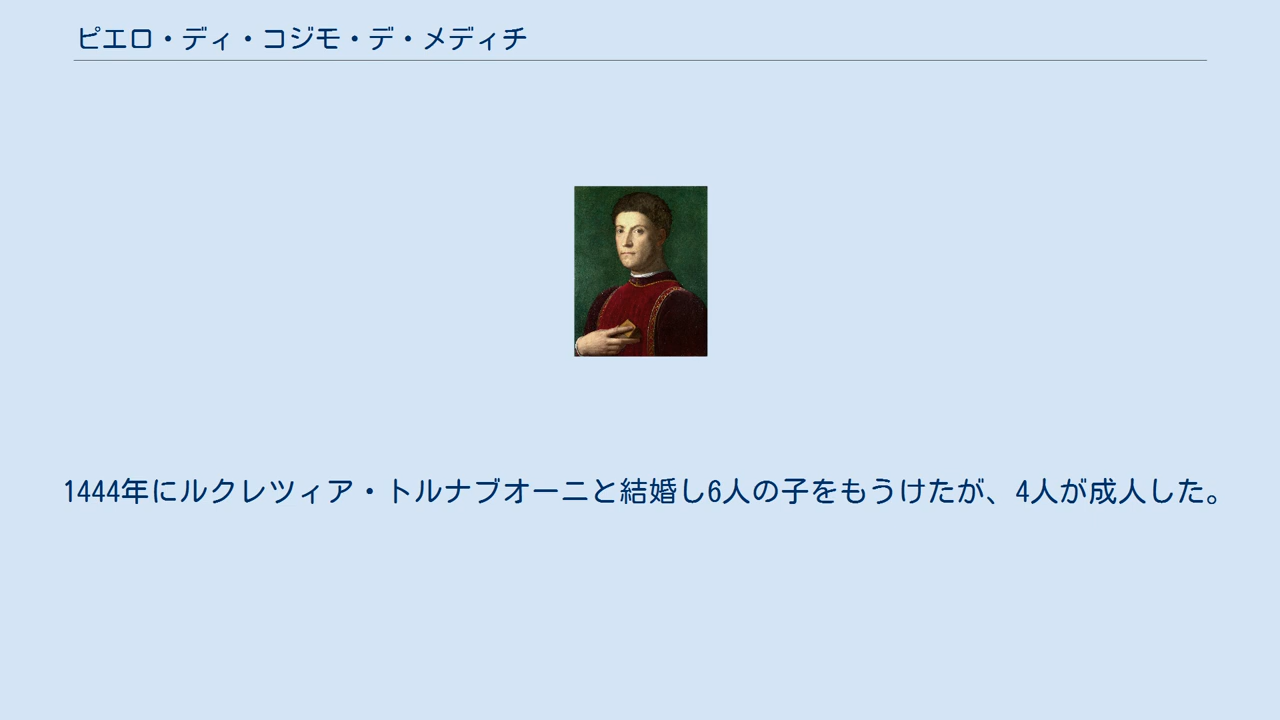 ピエロ・ディ・コジモ・デ・メディチ
1444年にルクレツィア・トルナブオーニと結婚し6人の子をもうけたが、4人が成人した。